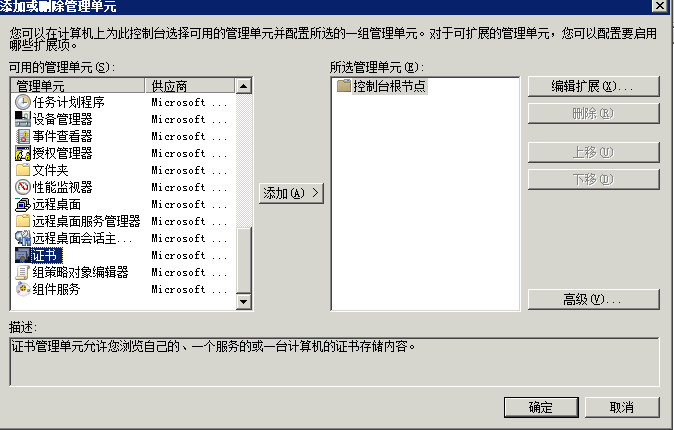 添加或删除管理单元
您可以在计算机上为此控制台选择可用的管理单元并配置所选的一组管理单元。对于可扩展的管理单元，您可以配置要启用
哪些扩展项。
可用的管理单元(S):
管理单元 供应商
任务计划程序 Microsoft ...
设备管理器 Microsoft ...
事件查看器 Microsoft ...
授权管理器 Microsoft ...
文件夹 Microsoft ...
性能监视器 Microsoft ...
远程桌面 Microsoft ...
远程桌面服务管理器 Microsoft ...
远程桌面会话主... Microsoft ...
证书 Microsoft ...
组策略对象编辑器 Microsoft ...
组件服务 Microsoft ...
添加(A) >
所选管理单元(E):
控制台根节点
编辑扩展(X)...
删除(R)
上移(U)
下移(D)
高级(V)...
描述:
证书管理单元允许您浏览自己的、一个服务的或一台计算机的证书存储内容。
确定
取消